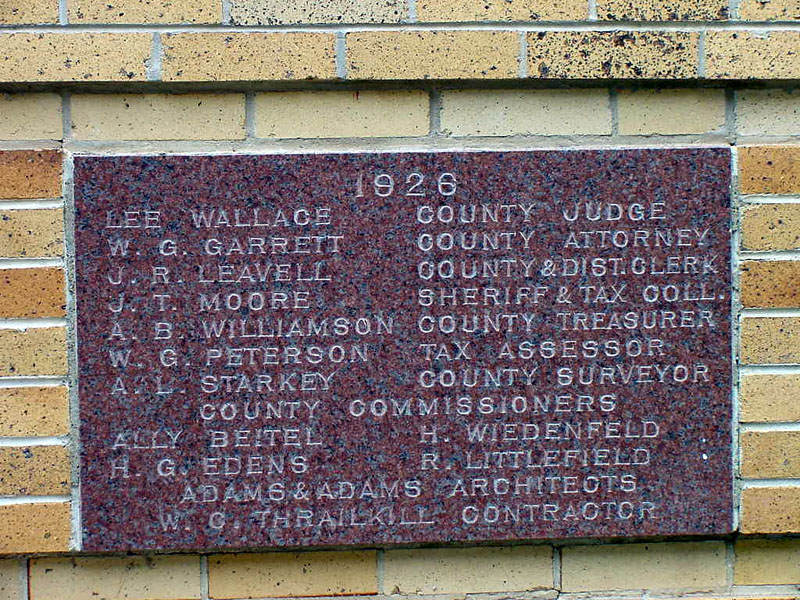 1926
LEE WALLACE COUNTY JUDGE
W. G. GARRETT COUNTY ATTORNEY
J. R. LEAVELL COUNTY & DIST. CLERK
J. T. MOORE SHERIFF & TAX COLL.
A. B. WILLIAMSON COUNTY TREASURER
W. G. PETERSON TAX ASSESSOR
A. L. STARKEY COUNTY SURVEYOR
COUNTY COMMISSIONERS
ALLY BEITEL H. WIEDENFELD
H. G. EDENS R. LITTLEFIELD
ADAMS & ADAMS ARCHITECTS
W. C. THRAILKILL CONTRACTOR